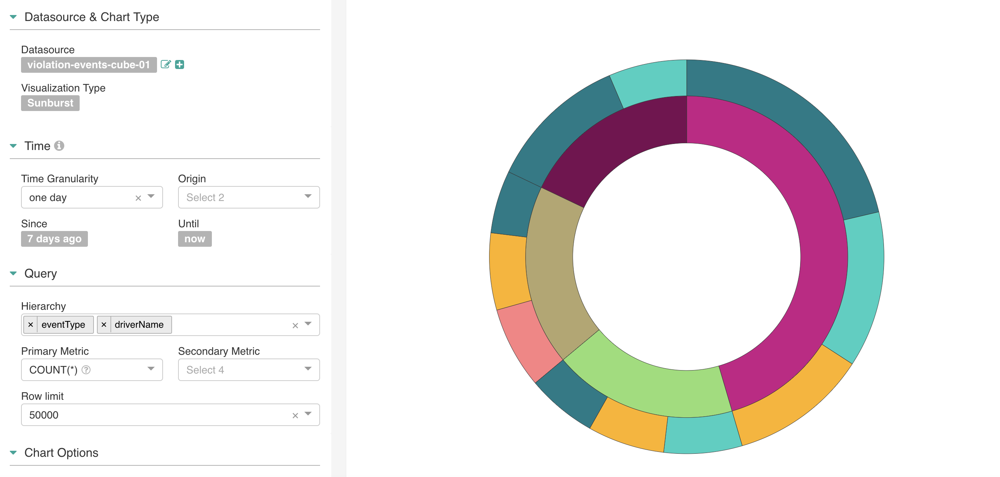 Datasource & Chart Type
Datasource
violation-events-cube-01
Visualization Type
Sunburst
Time
Time Granularity Origin
one day × Select 2
Since Until
7 days ago now
Query
Hierarchy
× eventType × driverName ×
Primary Metric Secondary Metric
COUNT(*) ? Select 4
Row limit
50000 ×
Chart Options